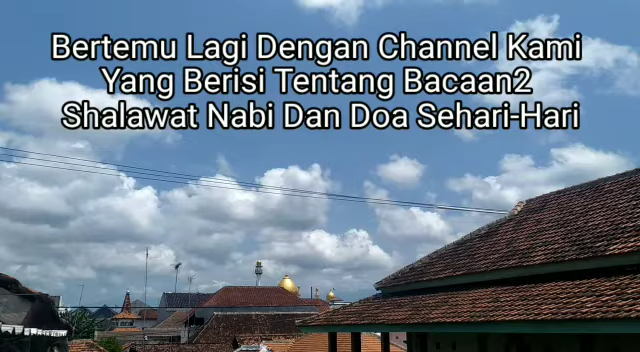 Bertemu Lagi Dengan Channel Kami
Yang Berisi Tentang Bacaan2
Shalawat Nabi Dan Doa Sehari-Hari